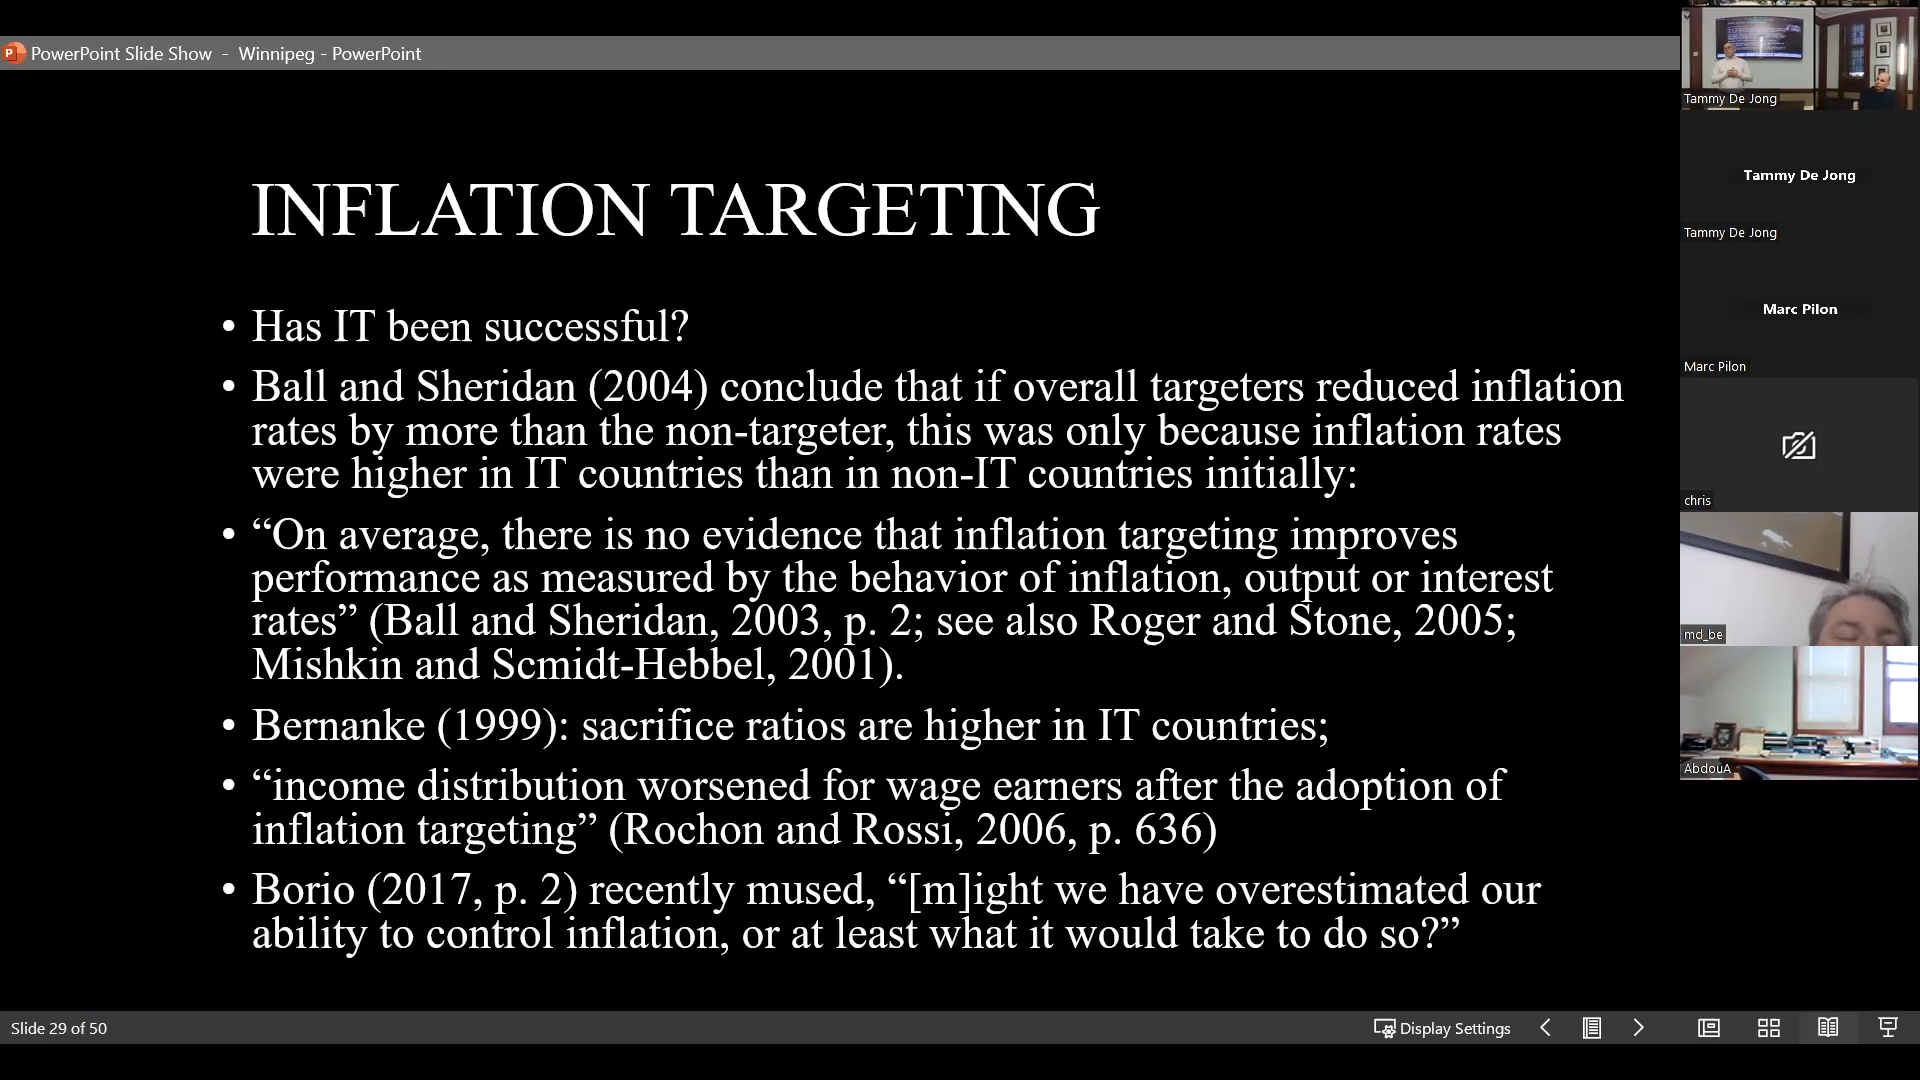 PowerPoint Slide Show - Winnipeg - PowerPoint
INFLATION TARGETING
• Has IT been successful?
• Ball and Sheridan (2004) conclude that if overall targeters reduced inflation
rates by more than the non-targeter, this was only because inflation rates
were higher in IT countries than in non-IT countries initially:
• “On average, there is no evidence that inflation targeting improves
performance as measured by the behavior of inflation, output or interest
rates” (Ball and Sheridan, 2003, p. 2; see also Roger and Stone, 2005;
Mishkin and Scmidt-Hebbel, 2001).
• Bernanke (1999): sacrifice ratios are higher in IT countries;
• “income distribution worsened for wage earners after the adoption of
inflation targeting” (Rochon and Rossi, 2006, p. 636)
• Borio (2017, p. 2) recently mused, “[m]ight we have overestimated our
ability to control inflation, or at least what it would take to do so?”
Slide 29 of 50
Display Settings
Tammy De Jong
Tammy De Jong
Tammy De Jong
Marc Pilon
Marc Pilon
chris
md_be
AbdouA